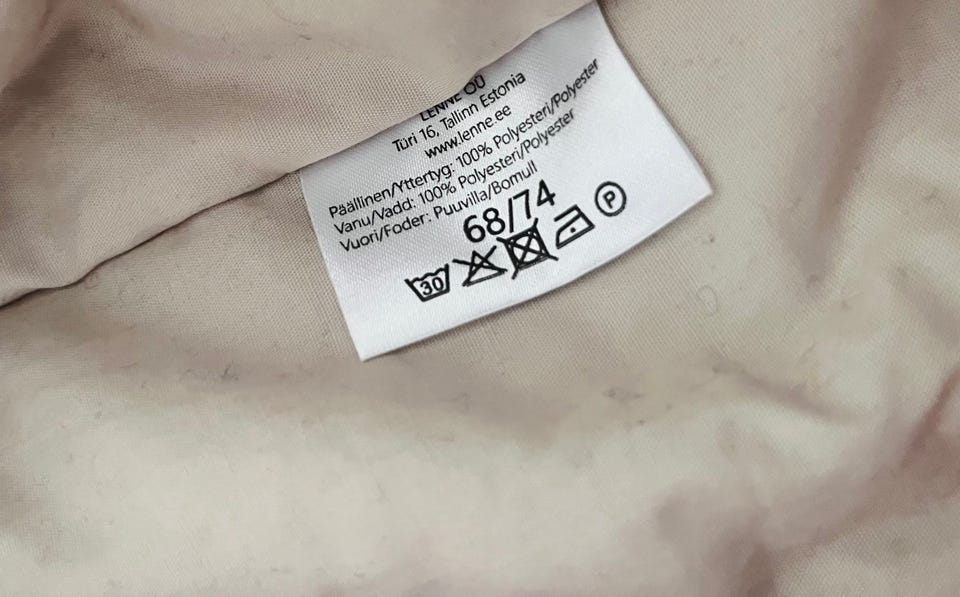 LENNE OÜ
Türi 16, Tallinn Estonia
www.lenne.ee
Päällinen/Yttertyg: 100% Polyesteri/Polyester
Vanu/Vadd: 100% Polyesteri/Polyester
Vuori/Foder: Puuvilla/Bomull
68/74
30 P